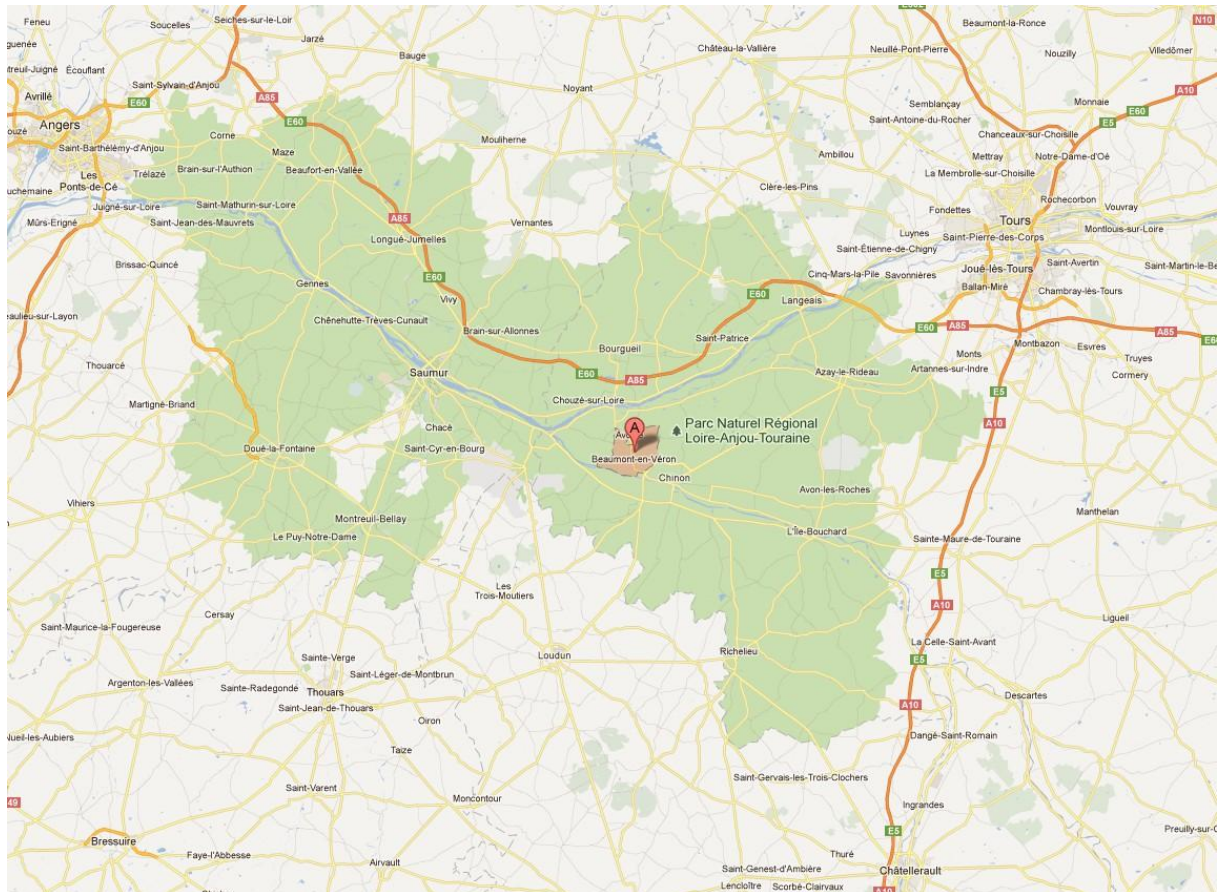 Feneu
Soucelles
Seiches-sur-le-Loir
Jarzé
Bauge
Château-la-Vallière
Neuillé-Pont-Pierre
Beaumont-la-Ronce
Nouzilly
Villedômer
N10
Écouflant
Avrillé
Saint-Sylvain-d'Anjou
E60
A85
Noyant
Semblançay
Saint-Antoine-du-Rocher
Monnaie
E60
A10
E5
Angers
Saint-Barthélémy-d'Anjou
Corne
E60
Maze
Mouliherne
Ambillou
Chanceaux-sur-Choisille
Mettray
Notre-Dame-d'Oé
La Membrolle-sur-Choisille
Les
Ponts-de-Cé
Trélazé
Brain-sur-l'Authion
Beaufort-en-Vallée
Clère-les-Pins
Rochecorbon
Vouvray
Juigné-sur-Loire
Saint-Mathurin-sur-Loire
A85
Vernantes
Fondettes
Tours
Mûrs-Erigné
Saint-Jean-des-Mauvrets
Longué-Jumelles
Luynes
Saint-Pierre-des-Corps
Montlouis-sur-Loire
Saint-Étienne-de-Chigny
Brissac-Quincé
Gennes
E60
Vivy
Cinq-Mars-la-Pile
Savonnières
Joué-lès-Tours
Saint-Avertin
Ballan-Miré
Chambray-lès-Tours
E60
Langeais
Chênehutte-Trèves-Cunault
Brain-sur-Allonnes
Saint-Patrice
E60
A85
A85
Montbazon
Esvres
Truyes
Cormery
Thouarcé
Bourgueil
Monts
Saumur
E60
A85
Azay-le-Rideau
Artannes-sur-Indre
E5
Martigné-Briand
Chouzé-sur-Loire
A10
Chacé
A
Parc Naturel Régional
Loire-Anjou-Touraine
Doué-la-Fontaine
Saint-Cyr-en-Bourg
Beaumont-en-Véron
Chinon
Vihiers
Avon-les-Roches
Manthelan
Montreuil-Bellay
Le Puy-Notre-Dame
L'Île-Bouchard
Sainte-Maure-de-Touraine
E5
Les
Trois-Moutiers
A10
Cersay
Saint-Maurice-la-Fougereuse
Ligueil
La Celle-Saint-Avant
Sainte-Verge
Loudun
Richelieu
E5
Argenton-les-Vallées
Sainte-Radegonde
Thouars
Saint-Léger-de-Montbrun
Descartes
Saint-Jean-de-Thouars
A10
Oiron
Taize
Dangé-Saint-Romain
Saint-Gervais-les-Trois-Clochers
Saint-Varent
Moncontour
Ingrandes
49
E5
Bressuire
Faye-l'Abbesse
Airvault
Thuré
Saint-Genest-d'Ambière
Châtellerault
Lencloître
Scorbé-Clairvaux
A10